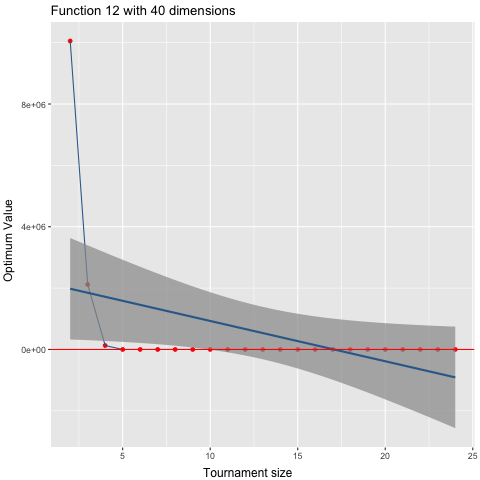 Function 12 with 40 dimensions
Optimum Value
8e+06
4e+06
0e+00
5
10
15
20
25
Tournament size